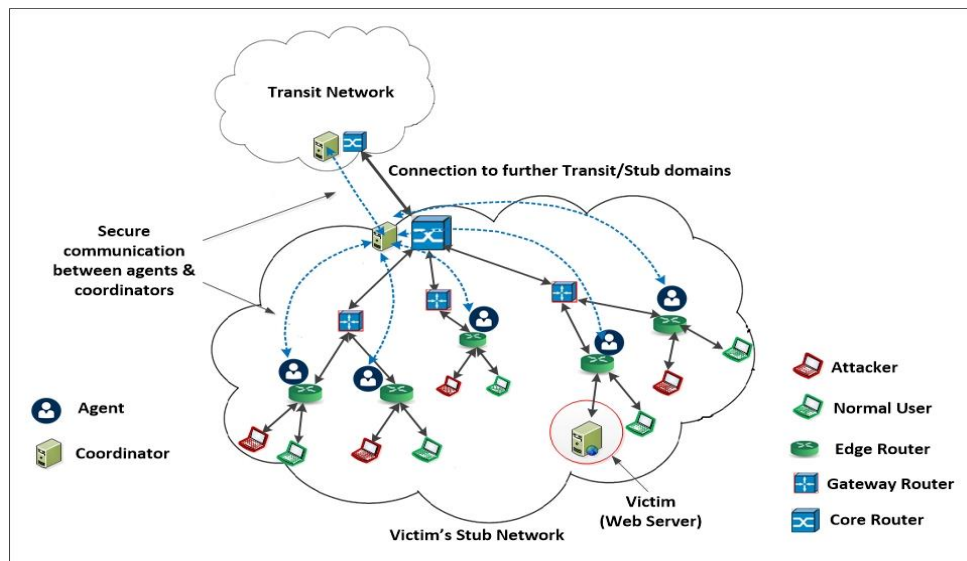 Transit Network
Connection to further Transit/Stub domains
Secure
communication
between agents &
coordinators
Agent
Coordinator
Attacker
Normal User
Edge Router
Gateway Router
Core Router
Victim
(Web Server)
Victim's Stub Network